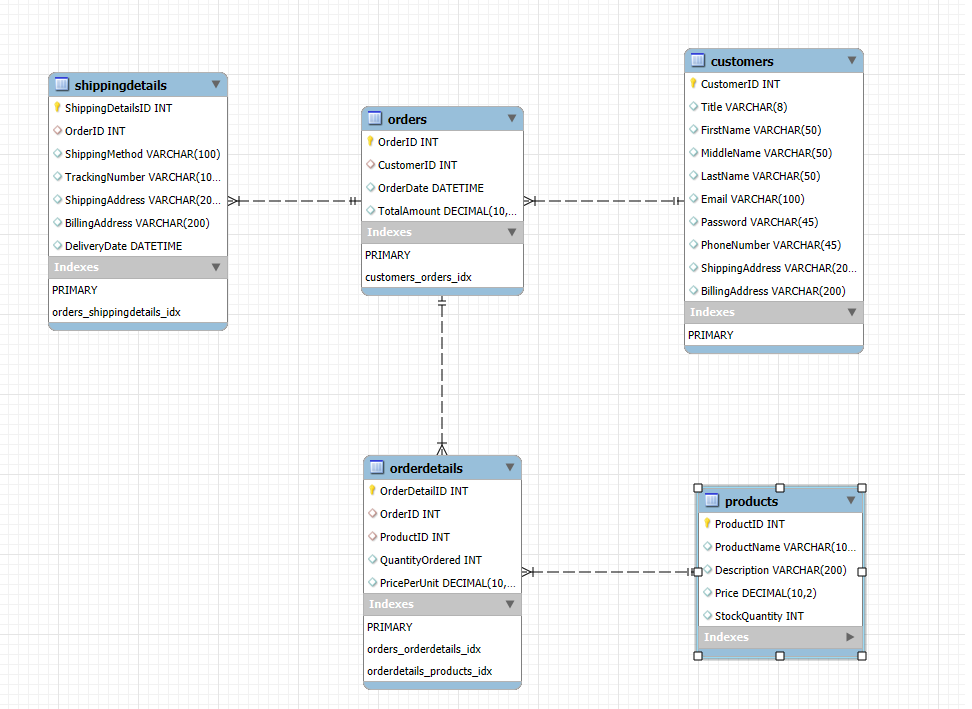 shippingdetails
ShippingDetailsID INT
OrderID INT
ShippingMethod VARCHAR(100)
TrackingNumber VARCHAR(10...
ShippingAddress VARCHAR(20...
BillingAddress VARCHAR(200)
DeliveryDate DATETIME
Indexes
PRIMARY
orders_shippingdetails_idx
orders
OrderID INT
CustomerID INT
OrderDate DATETIME
TotalAmount DECIMAL(10,...
Indexes
PRIMARY
customers_orders_idx
customers
CustomerID INT
Title VARCHAR(8)
FirstName VARCHAR(50)
MiddleName VARCHAR(50)
LastName VARCHAR(50)
Email VARCHAR(100)
Password VARCHAR(45)
PhoneNumber VARCHAR(45)
ShippingAddress VARCHAR(20...
BillingAddress VARCHAR(200)
Indexes
PRIMARY
orderdetails
OrderDetailID INT
OrderID INT
ProductID INT
QuantityOrdered INT
PricePerUnit DECIMAL(10,...
Indexes
PRIMARY
orders_orderdetails_idx
orderdetails_products_idx
products
ProductID INT
ProductName VARCHAR(10...
Description VARCHAR(200)
Price DECIMAL(10,2)
StockQuantity INT
Indexes